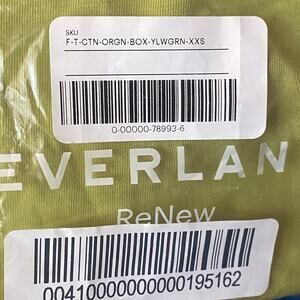 SKU
F-T-CTN-ORGN-BOX-YLWGRN-XXS
0-00000-78993-6
EVERLAN
ReNew
00410000000000195162